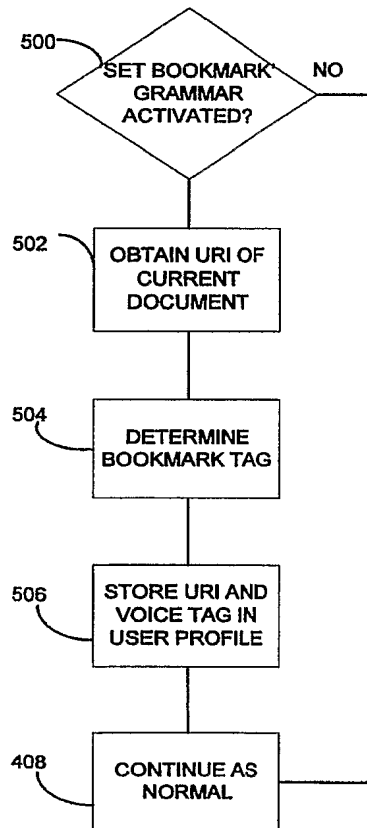 500
'SET BOOKMARK'
NO
GRAMMAR
ACTIVATED?
502
OBTAIN URI OF
CURRENT
DOCUMENT
504
DETERMINE
BOOKMARK TAG
506
STORE URI AND
VOICE TAG IN
USER PROFILE
408
CONTINUE AS
NORMAL